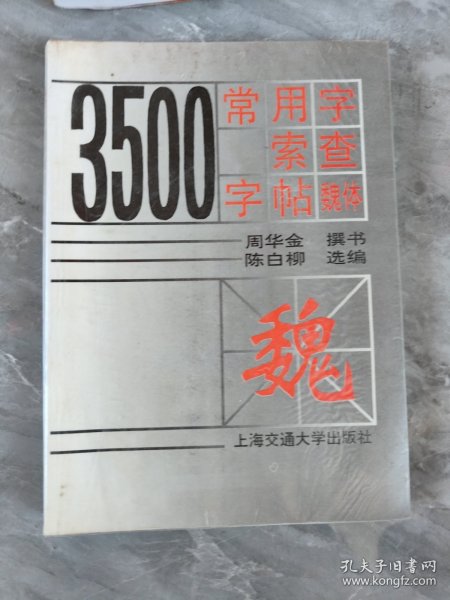 3500
常用字
索查
字帖魏体
周华金 撰书
陈白柳 选编
魏
上海交通大学出版社
孔夫子旧书网
www.kongfz.com